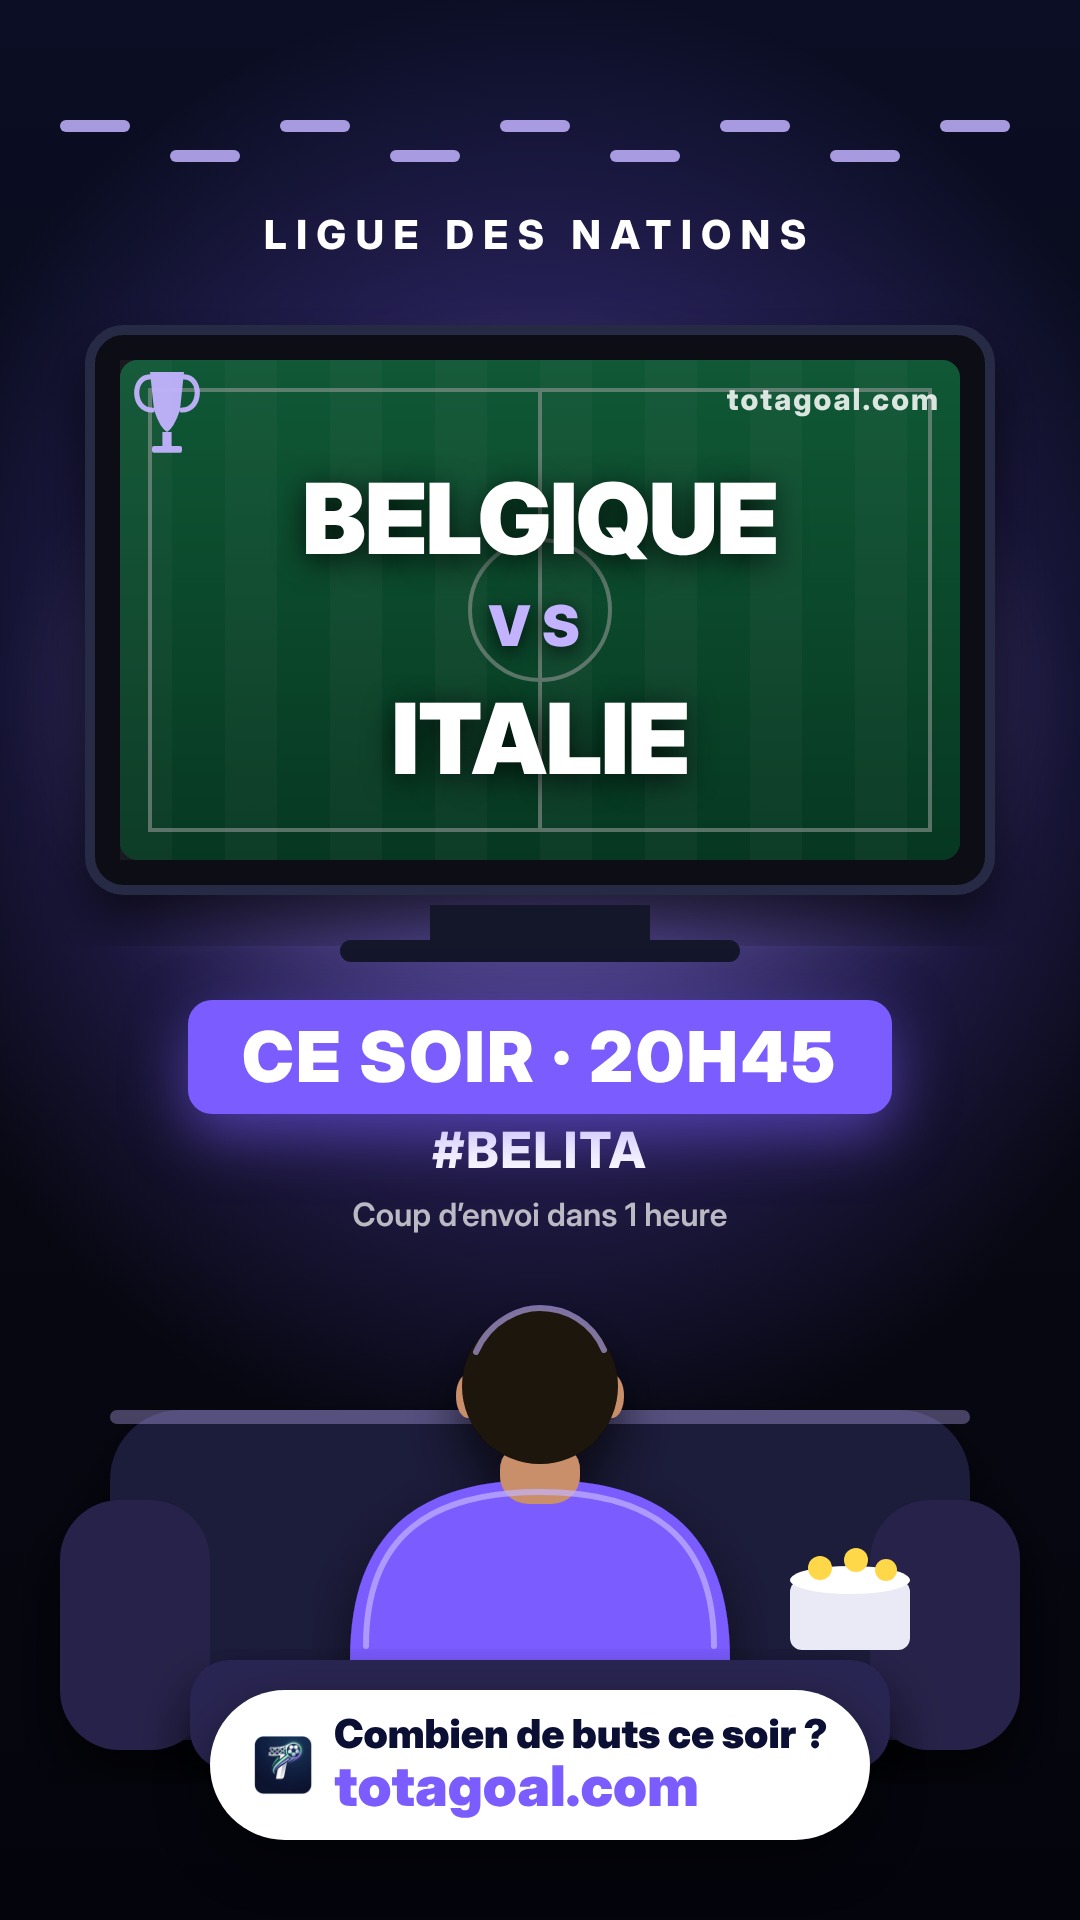 LIGUE DES NATIONS
totagoal.com
BELGIQUE
VS
ITALIE
CE SOIR · 20H45
#BELITA
Coup d’envoi dans 1 heure
Combien de buts ce soir ?
totagoal.com